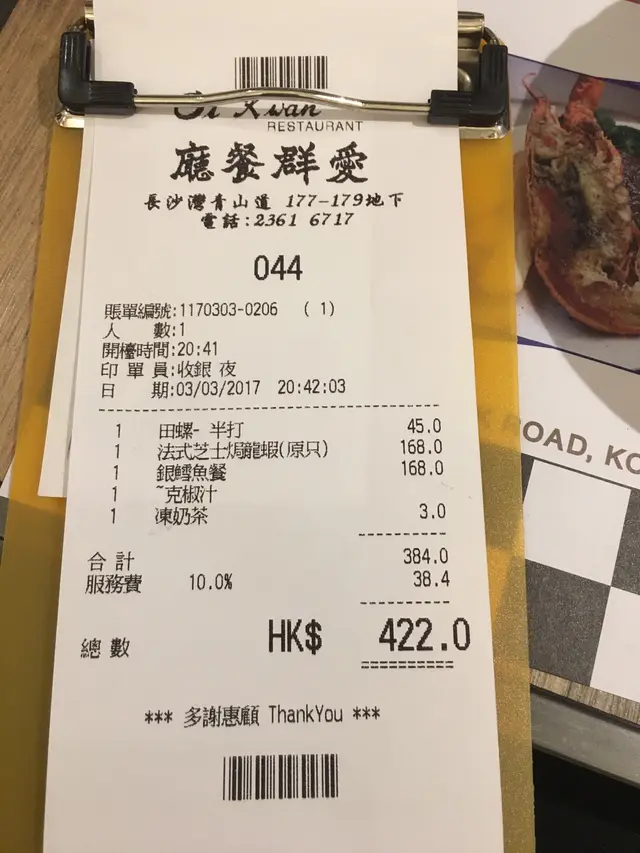 RESTAURANT
廳餐群愛
長沙灣青山道 177-179地下
電話:2361 6717
044
賬單編號:1170303-0206 ( 1)
人 數:1
開檯時間:20:41
印 單 員:收銀 夜
日 期:03/03/2017 20:42:03
1 田螺- 半打 45.0
1 法式芝士焗龍蝦(原只) 168.0
1 銀鱈魚餐 168.0
1 ~克椒汁
1 凍奶茶 3.0
合 計 384.0
服務費 10.0% 38.4
總 數 HK$ 422.0
*** 多謝惠顧 ThankYou ***
ROAD, KO